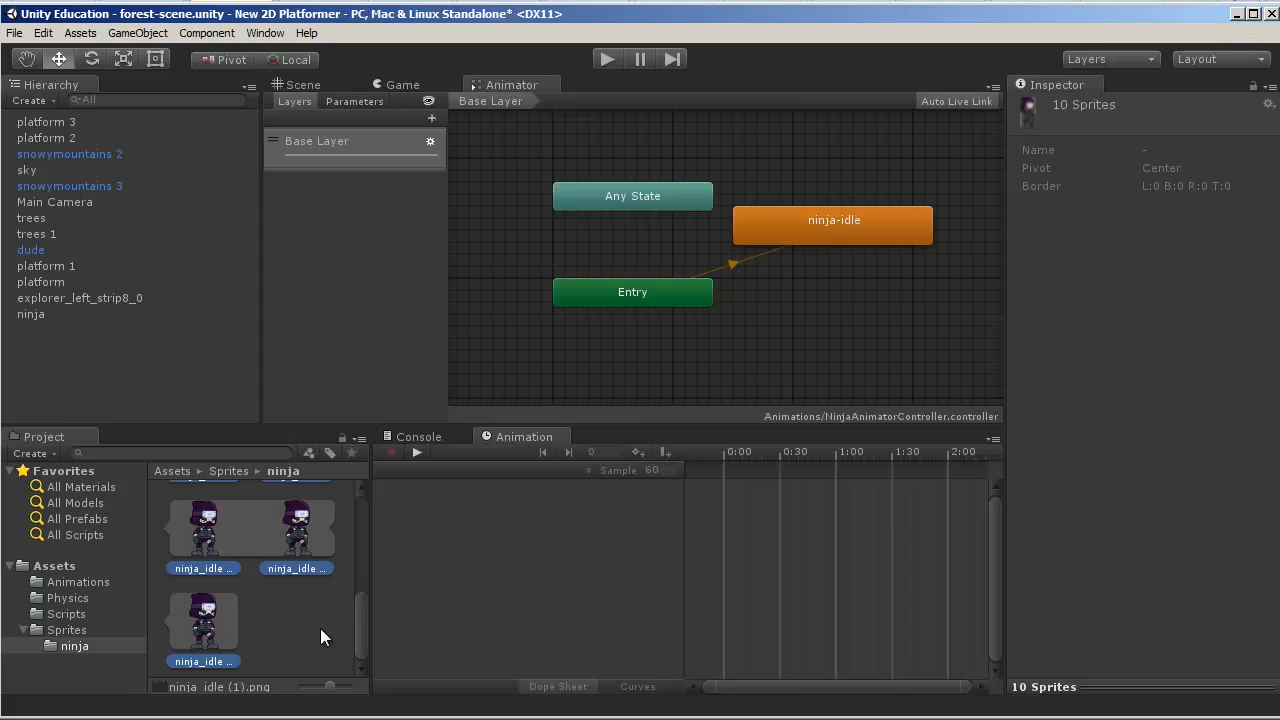 Unity Education - forest-scene.unity - New 2D Platformer - PC, Mac & Linux Standalone* <DX11>
File Edit Assets GameObject Component Window Help
Pivot Local Layers Layout
Hierarchy
Create All
platform 3
platform 2
snowymountains 2
sky
snowymountains 3
Main Camera
trees
trees 1
dude
platform 1
platform
explorer_left_strip8_0
ninja
Scene Game Animator
Layers Parameters
Base Layer Auto Live Link
Base Layer
Any State
ninja-idle
Entry
Animations/NinjaAnimatorController.controller
Inspector
10 Sprites
Name -
Pivot Center
Border L:0 B:0 R:0 T:0
10 Sprites
Project
Create
Favorites
All Materials
All Models
All Prefabs
All Scripts
Assets
Animations
Physics
Scripts
Sprites
ninja
Assets Sprites ninja
ninja_idle ... ninja_idle ...
ninja_idle ...
ninja_idle (1).png
Console Animation
0 0:00 0:30 1:00 1:30 2:00
Sample 60
Dope Sheet Curves